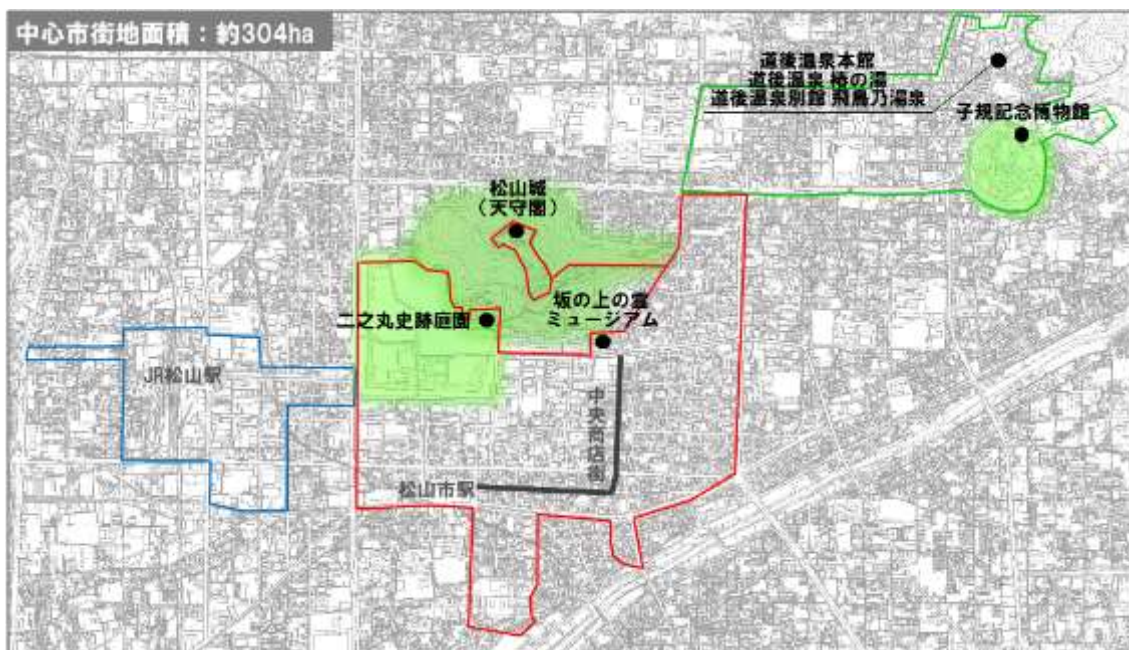 中心市街地面積:約304ha
道後温泉本館
道後温泉 椿の湯
道後温泉別館 飛鳥乃湯泉
子規記念博物館
松山城
(天守閣)
坂の上の雲
ミュージアム
二之丸史跡庭園
JR松山駅
中央商店街
松山市駅